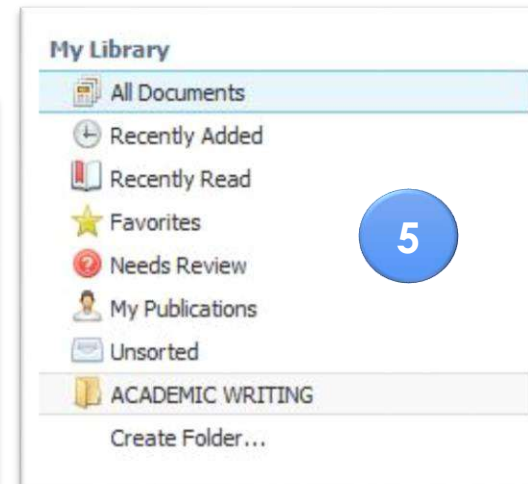 My Library
All Documents
Recently Added
Recently Read
Favorites
5
Needs Review
My Publications
Unsorted
ACADEMIC WRITING
Create Folder...